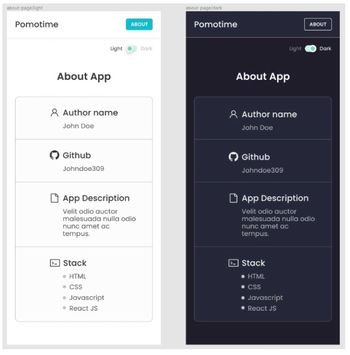 about page/light
Pomotime
ABOUT
Light
Dark
About App
Author name
John Doe
Github
Johndoe309
App Description
Velit odio auctor
malesuada nulla odio
nunc amet ac
tempus.
Stack
HTML
CSS
Javascript
React JS
about page/dark
Pomotime
ABOUT
Light
Dark
About App
Author name
John Doe
Github
Johndoe309
App Description
Velit odio auctor
malesuada nulla odio
nunc amet ac
tempus.
Stack
HTML
CSS
Javascript
React JS